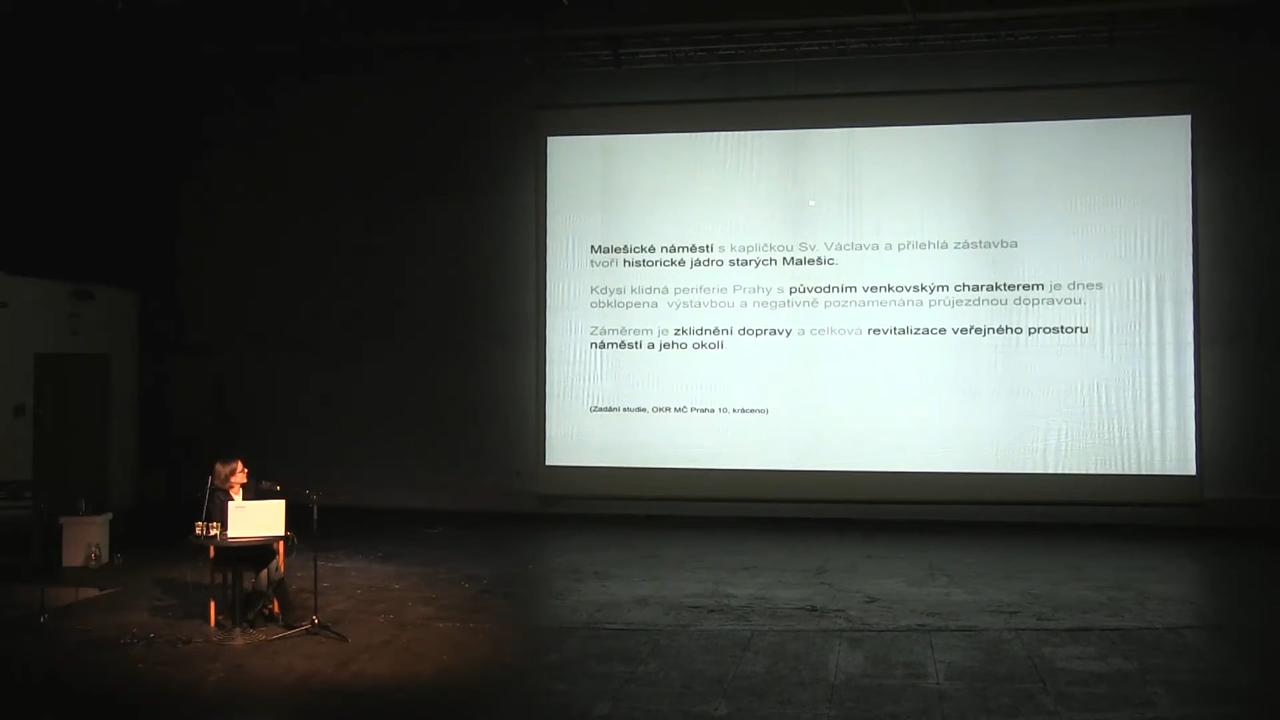 Malešické náměstí s kapličkou Sv. Václava a přilehlá zástavba
tvoří historické jádro starých Malešic.
Kdysi klidná periferie Prahy s původním venkovským charakterem je dnes
obklopena výstavbou a negativně poznamenána průjezdnou dopravou.
Záměrem je zklidnění dopravy a celková revitalizace veřejného prostoru
náměstí a jeho okolí
(Zadání studie, OKR MČ Praha 10, kráceno)